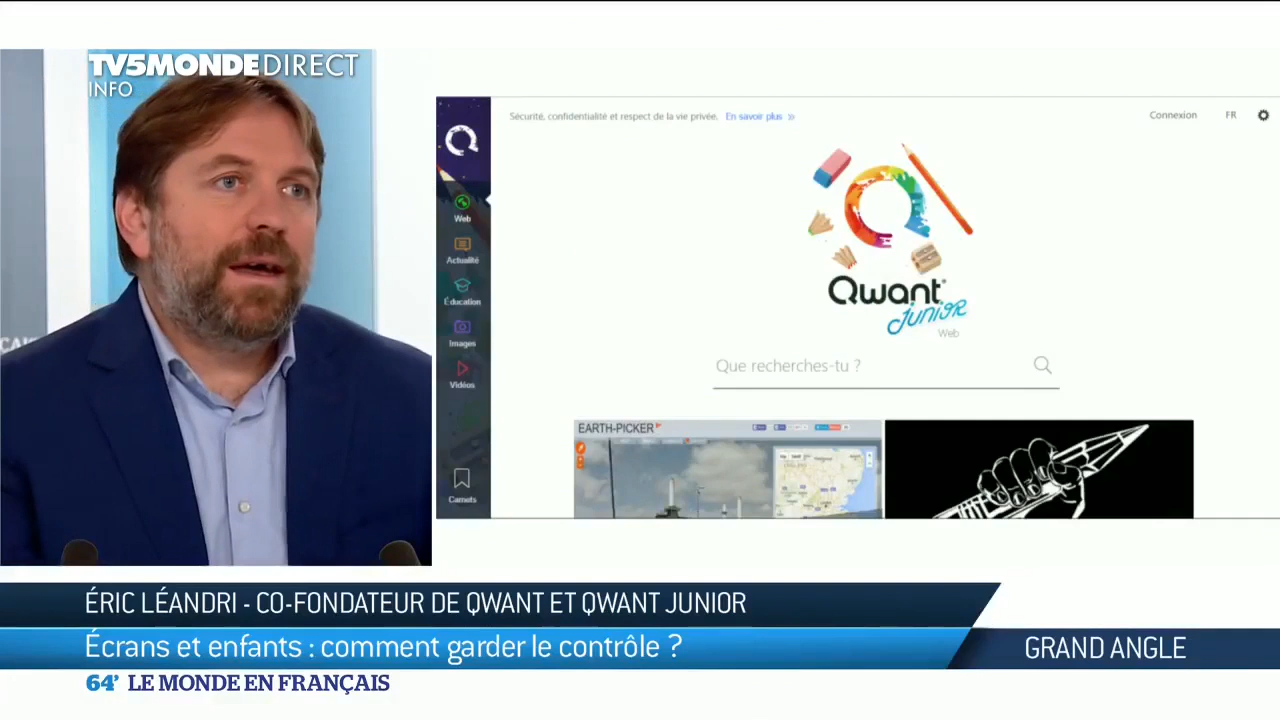 TV5MONDEDIRECT
INFO
Sécurité, confidentialité et respect de la vie privée. En savoir plus »
Connexion FR
Web
Actualité
Éducation
Images
Vidéos
Carnets
Qwant
JUNIOR
Web
Que recherches-tu ?
EARTH-PICKER
ÉRIC LÉANDRI - CO-FONDATEUR DE QWANT ET QWANT JUNIOR
Écrans et enfants : comment garder le contrôle ?
GRAND ANGLE
64' LE MONDE EN FRANÇAIS